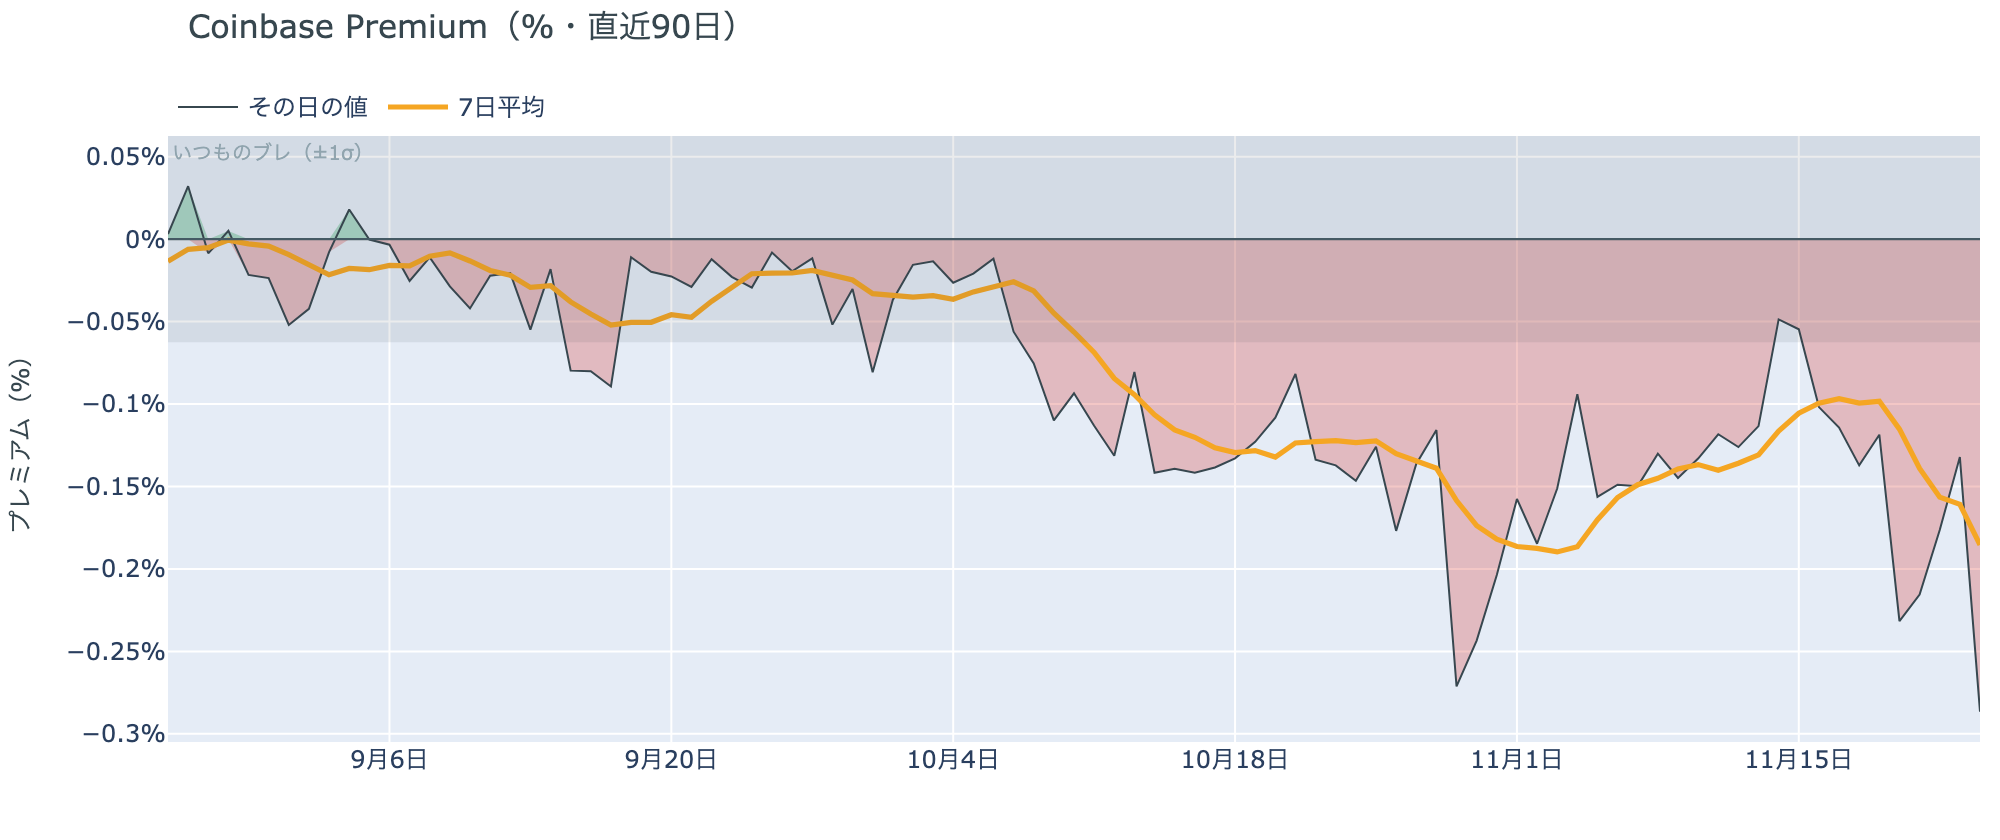 Coinbase Premium（%・直近90日）
その日の値 7日平均
いつものブレ（±1σ）
0.05%
0%
−0.05%
−0.1%
−0.15%
−0.2%
−0.25%
−0.3%
プレミアム（%）
9月6日 9月20日 10月4日 10月18日 11月1日 11月15日